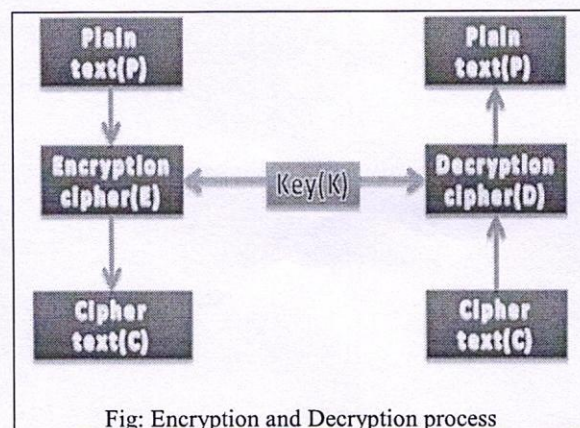 Plain
text(P)
Plain
text(P)
Encryption
cipher(E)
Key(K)
Decryption
cipher(D)
Cipher
text(C)
Cipher
text(C)
Fig: Encryption and Decryption process